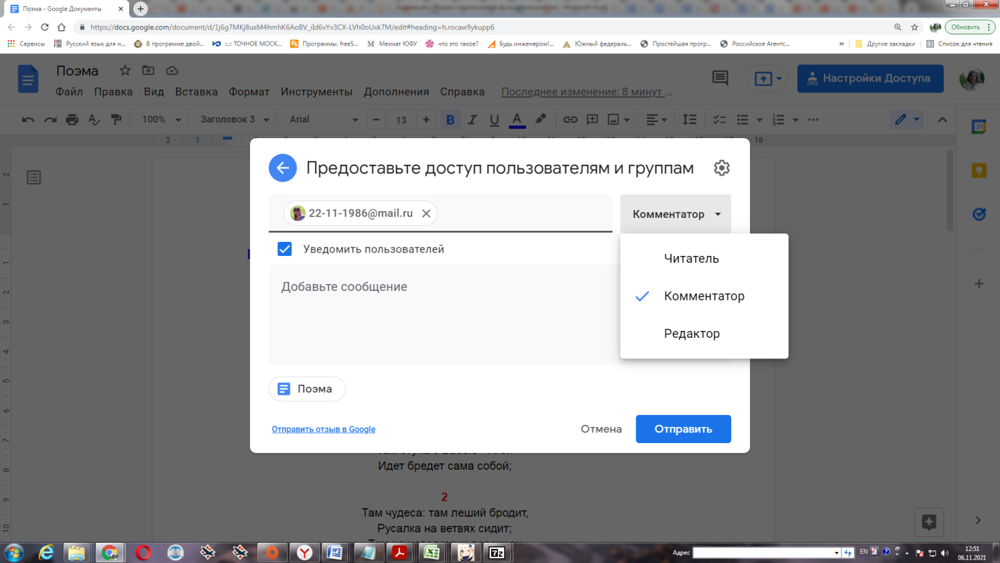 Поэма - Google Документы
https://docs.google.com/document/d/1j6g7MKj8uxM4hmhK6AoBV_iId6vYv3CX-LVh0oUxk7M/edit#heading=h.rocaw9ykupp6
Обновить
Сервисы Русский язык для н... В программе двой... ::.:: ТОЧНОЕ МОСК... Программы. freeS... Мехмат ЮФУ что это такое? Будь инженером!... Южный федераль... Простейшая прогр... Российское Агентс... » Другие закладки Список для чтения
Поэма
Файл Правка Вид Вставка Формат Инструменты Дополнения Справка Последнее изменение: 8 минут ...
Настройки Доступа
100% Заголовок 3 Arial 13
2 1 18
Предоставьте доступ пользователям и группам
22-11-1986@mail.ru
Комментатор
Уведомить пользователей
Добавьте сообщение
Читатель
Комментатор
Редактор
Поэма
Отправить отзыв в Google
Отмена
Отправить
Идет бредет сама собой;
2
Там чудеса: там леший бродит,
Русалка на ветвях сидит;
Адрес
EN
12:51
06.11.2021